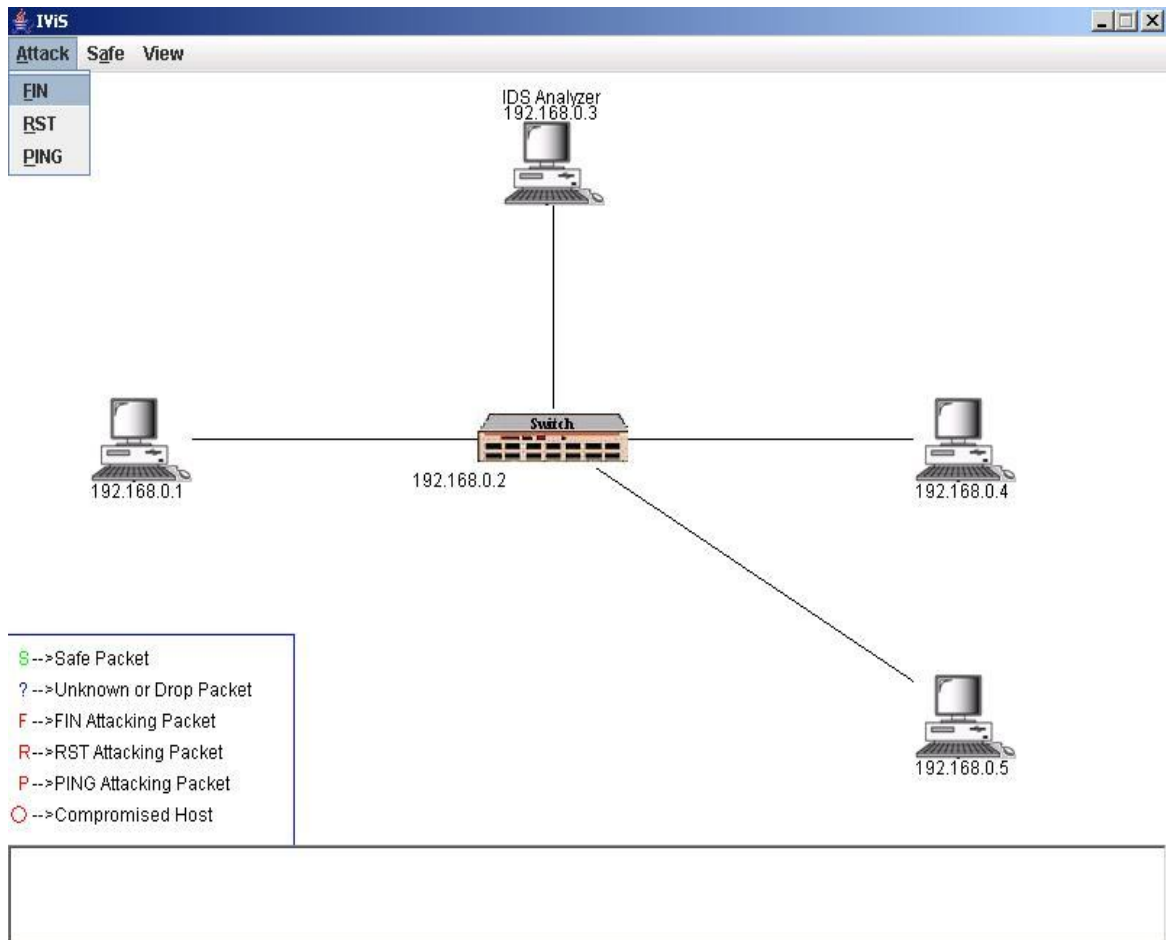 IViS
Attack Safe View
FIN
RST
PING
IDS Analyzer
192.168.0.3
Switch
192.168.0.1
192.168.0.2
192.168.0.4
192.168.0.5
S-->Safe Packet
?-->Unknown or Drop Packet
F-->FIN Attacking Packet
R-->RST Attacking Packet
P-->PING Attacking Packet
-->Compromised Host